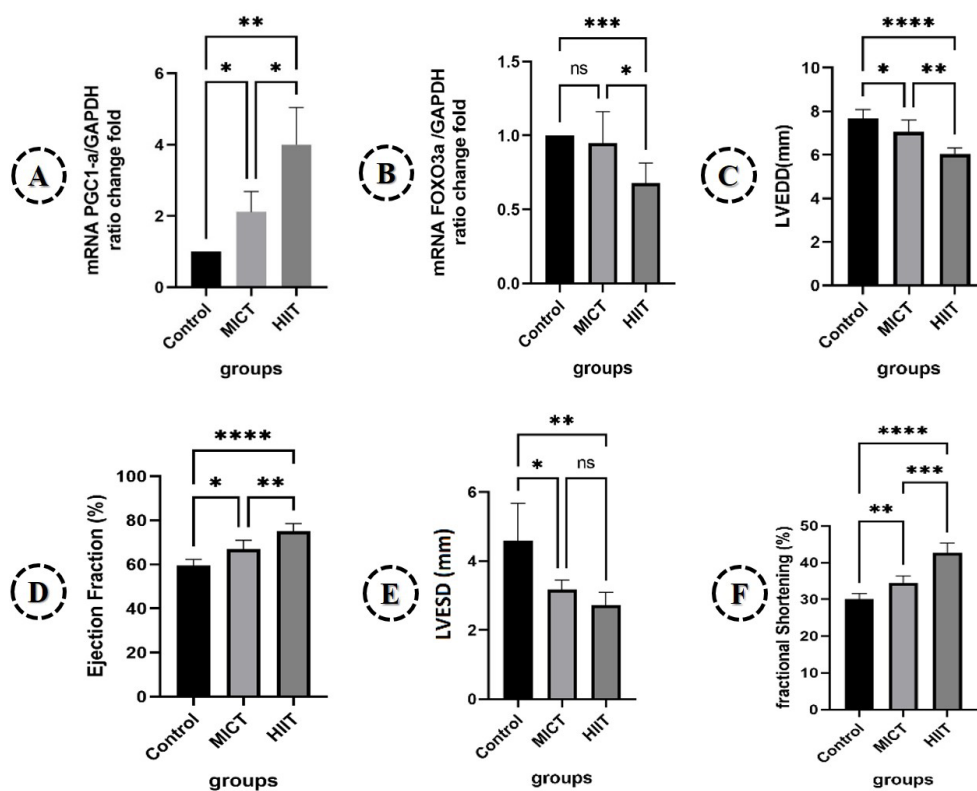 A
mRNA PGC1-a/GAPDH
ratio change fold
**
*
*
6
4
2
0
Control
MICT
HIIT
groups
B
mRNA FOXO3a /GAPDH
ratio change fold
***
ns
*
1.5
1.0
0.5
0.0
Control
MICT
HIIT
groups
C
LVEDD(mm)
****
*
**
10
8
6
4
2
0
Control
MICT
HIIT
groups
D
Ejection Fraction (%)
****
*
**
100
80
60
40
20
0
Control
MICT
HIIT
groups
E
LVESD (mm)
**
*
ns
6
4
2
0
Control
MICT
HIIT
groups
F
fractional Shortening (%)
****
**
***
50
40
30
20
10
0
Control
MICT
HIIT
groups